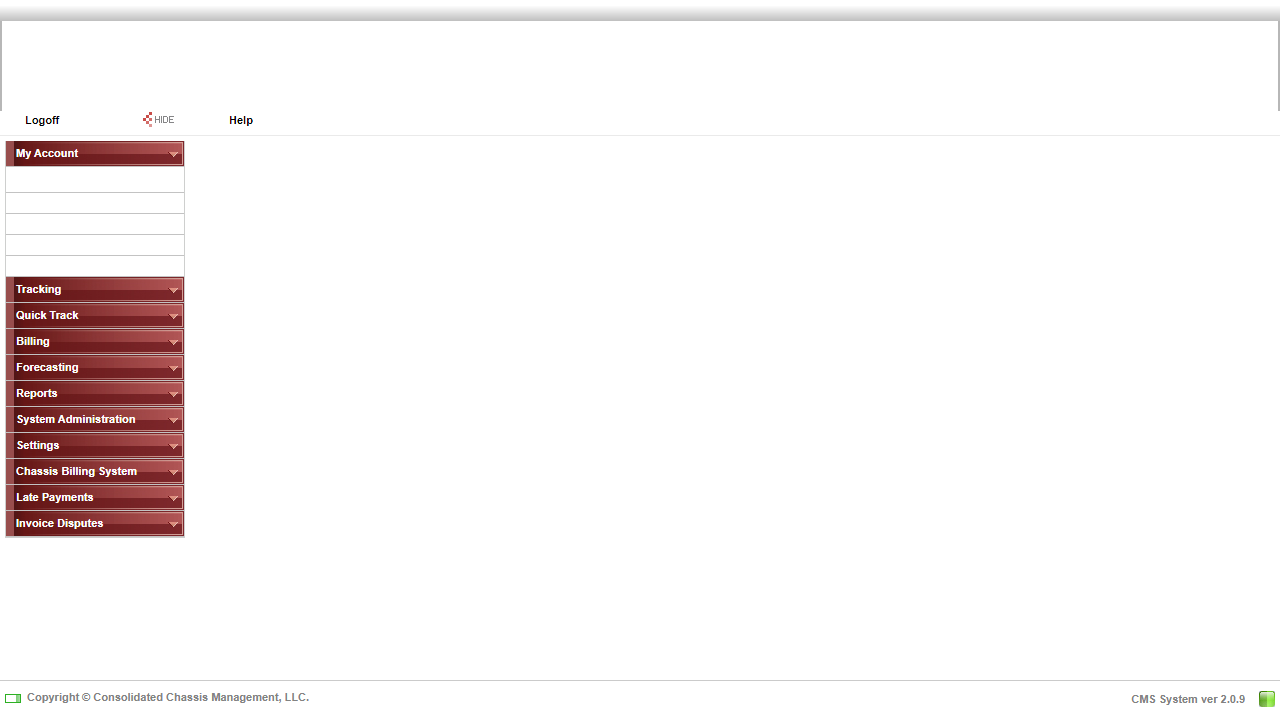 Logoff HIDE Help
My Account
Tracking
Quick Track
Billing
Forecasting
Reports
System Administration
Settings
Chassis Billing System
Late Payments
Invoice Disputes
Copyright © Consolidated Chassis Management, LLC.
CMS System ver 2.0.9